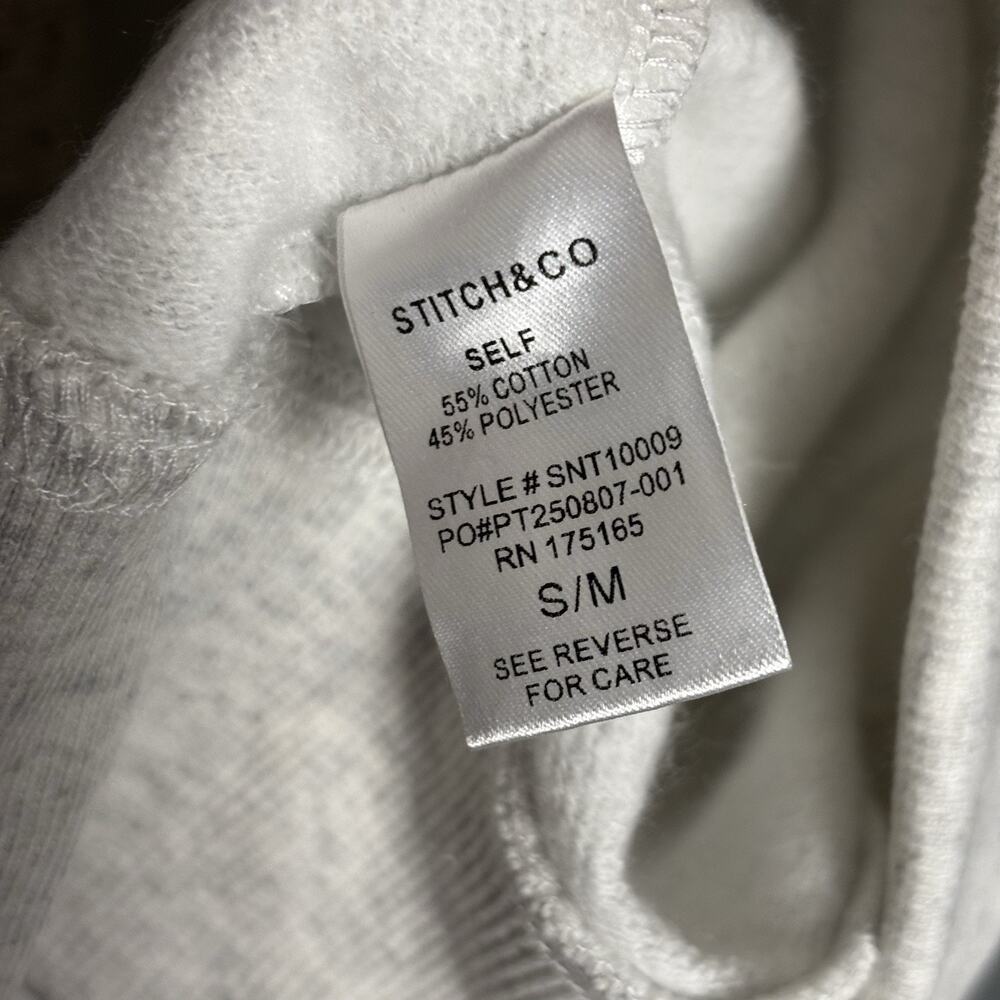 STITCH&CO
SELF
55% COTTON
45% POLYESTER
STYLE # SNT10009
PO#PT250807-001
RN 175165
S/M
SEE REVERSE
FOR CARE